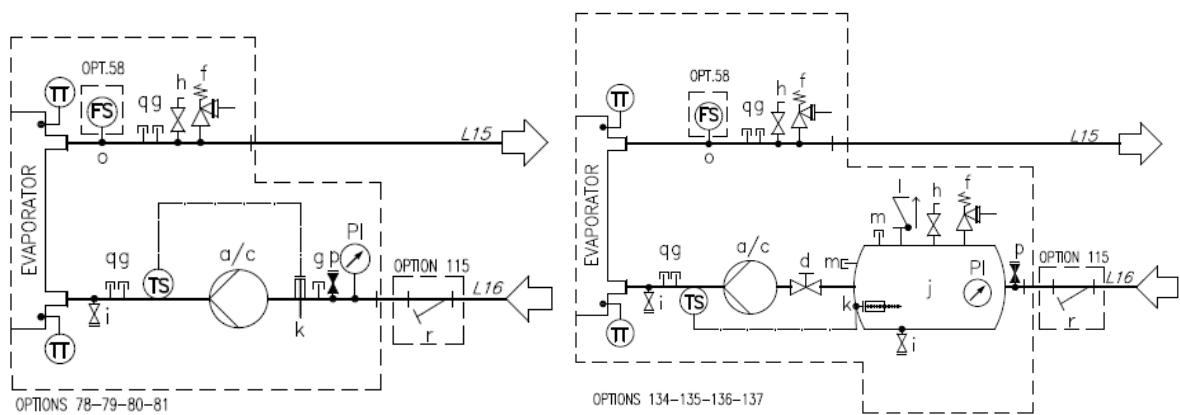 OPT.58
TT
FS
q g
h
f
o
L15
EVAPORATOR
a/c
PI
q g
TS
g p
OPTION 115
L16
i
k
r
TT
OPTIONS 78-79-80-81
OPT.58
TT
FS
q g
h
f
o
L15
EVAPORATOR
l
h
f
m
q g
a/c
d
m
p
OPTION 115
PI
j
L16
TS
k
i
r
i
TT
OPTIONS 134-135-136-137